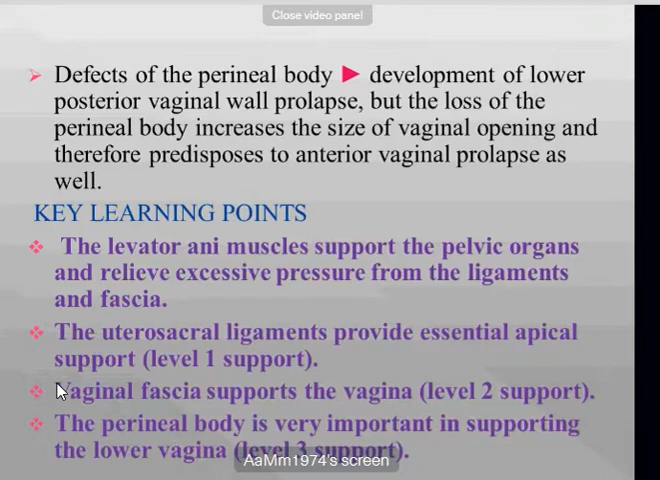 Close video panel
➢ Defects of the perineal body ► development of lower
posterior vaginal wall prolapse, but the loss of the
perineal body increases the size of vaginal opening and
therefore predisposes to anterior vaginal prolapse as
well.
KEY LEARNING POINTS
❖ The levator ani muscles support the pelvic organs
and relieve excessive pressure from the ligaments
and fascia.
❖ The uterosacral ligaments provide essential apical
support (level 1 support).
❖ Vaginal fascia supports the vagina (level 2 support).
❖ The perineal body is very important in supporting
the lower vagina (level 3 support).
AaMm1974's screen